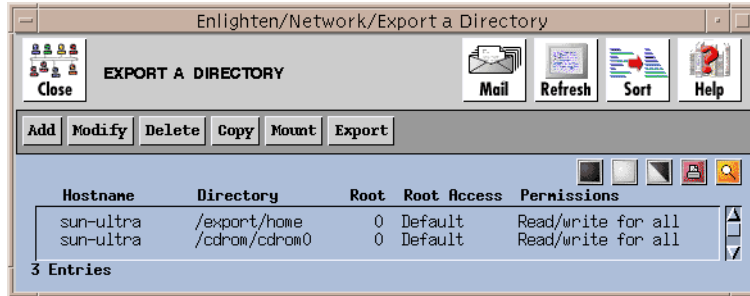 Enlighten/Network/Export a Directory
Close
EXPORT A DIRECTORY
Mail Refresh Sort Help
Add Modify Delete Copy Mount Export
Hostname Directory Root Root Access Permissions
sun-ultra /export/home 0 Default Read/write for all
sun-ultra /cdrom/cdrom0 0 Default Read/write for all
3 Entries